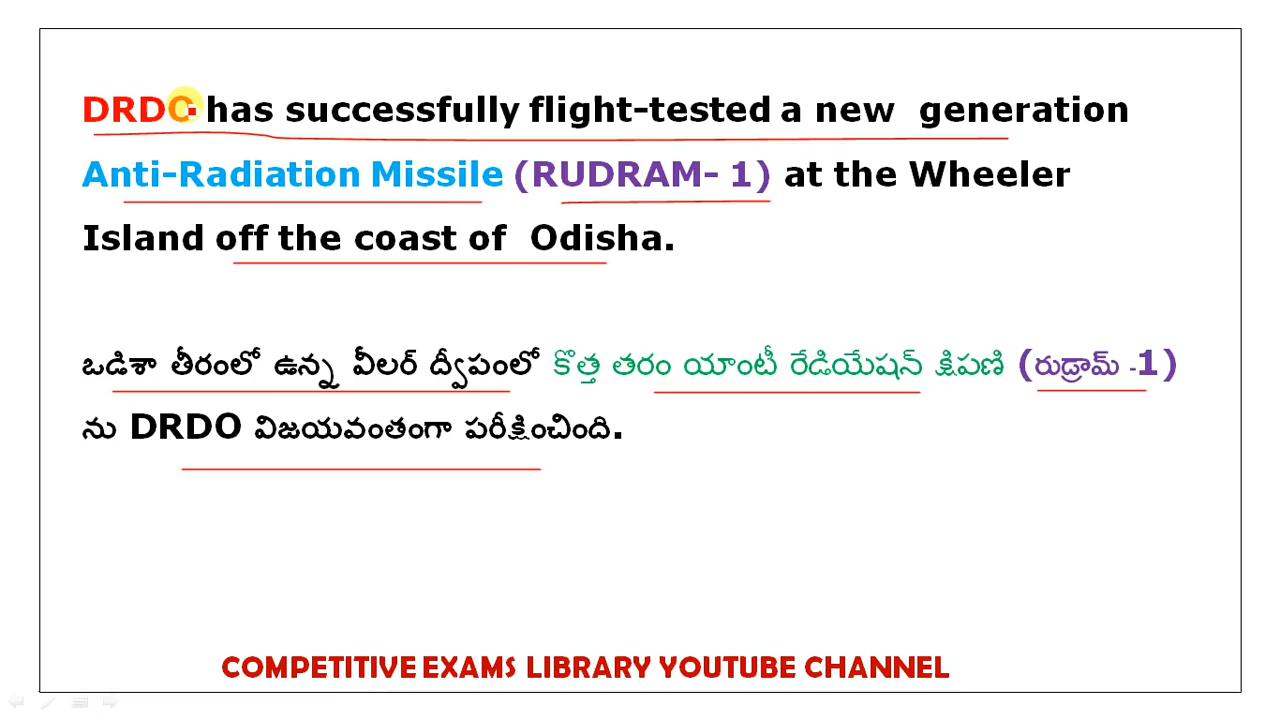 DRDO has successfully flight-tested a new generation
Anti-Radiation Missile (RUDRAM- 1) at the Wheeler
Island off the coast of Odisha.
ఒడిశా తీరంలో ఉన్న వీలర్ ద్వీపంలో కొత్త తరం యాంటీ రేడియేషన్ క్షిపణి (రుడ్రామ్ -1)
ను DRDO విజయవంతంగా పరీక్షించింది.
COMPETITIVE EXAMS LIBRARY YOUTUBE CHANNEL